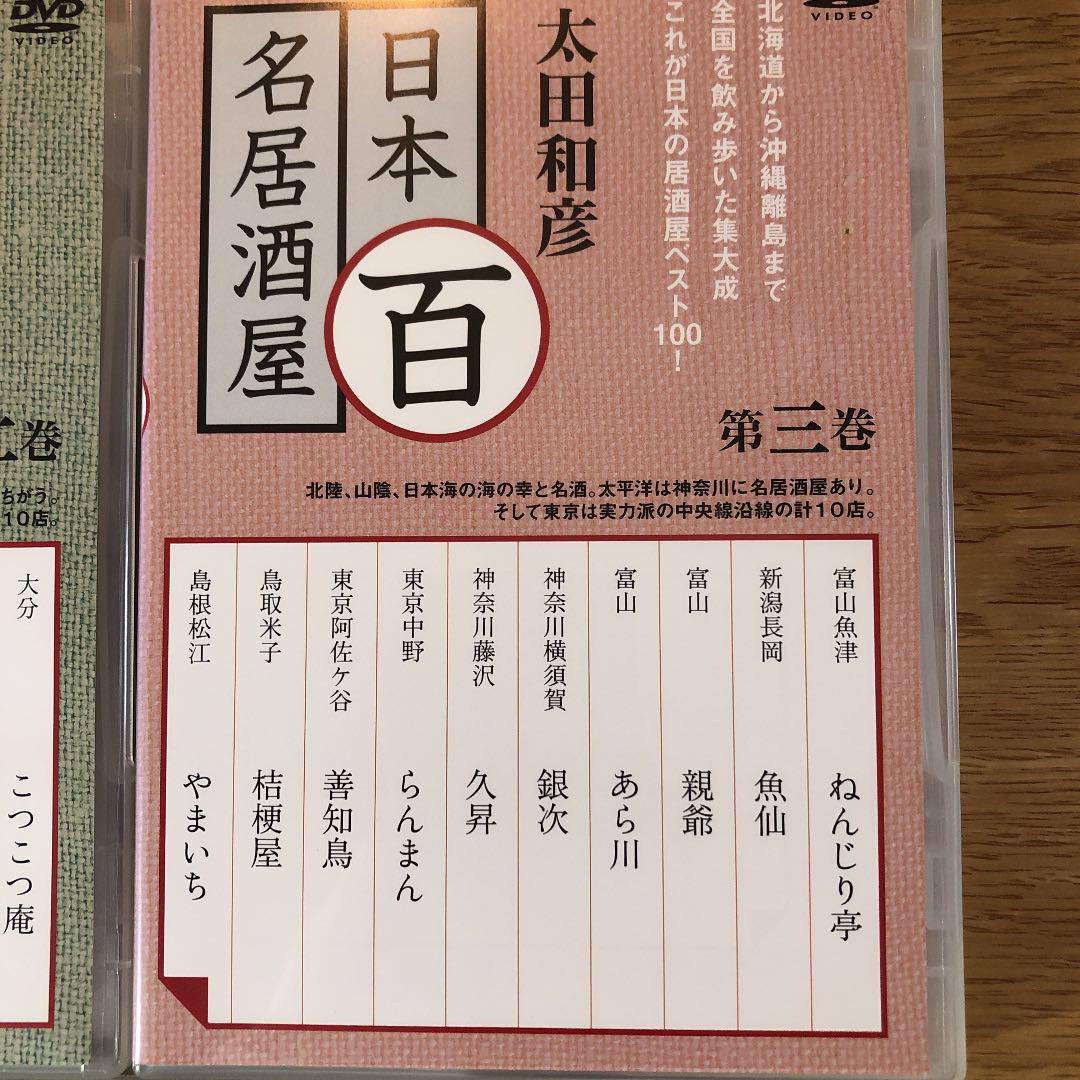 DVD
VIDEO
二巻
ちがう。
10店。
大分
こつこつ庵
VIDEO
北海道から沖縄離島まで
全国を飲み歩いた集大成
これが日本の居酒屋ベスト100!
太田和彦
日本
百
名居酒屋
第三巻
北陸、山陰、日本海の海の幸と名酒。太平洋は神奈川に名居酒屋あり。
そして東京は実力派の中央線沿線の計10店。
富山魚津 ねんじり亭
新潟長岡 魚仙
富山 親爺
富山 あら川
神奈川横須賀 銀次
神奈川藤沢 久昇
東京中野 らんまん
東京阿佐ケ谷 善知鳥
鳥取米子 桔梗屋
島根松江 やまいち